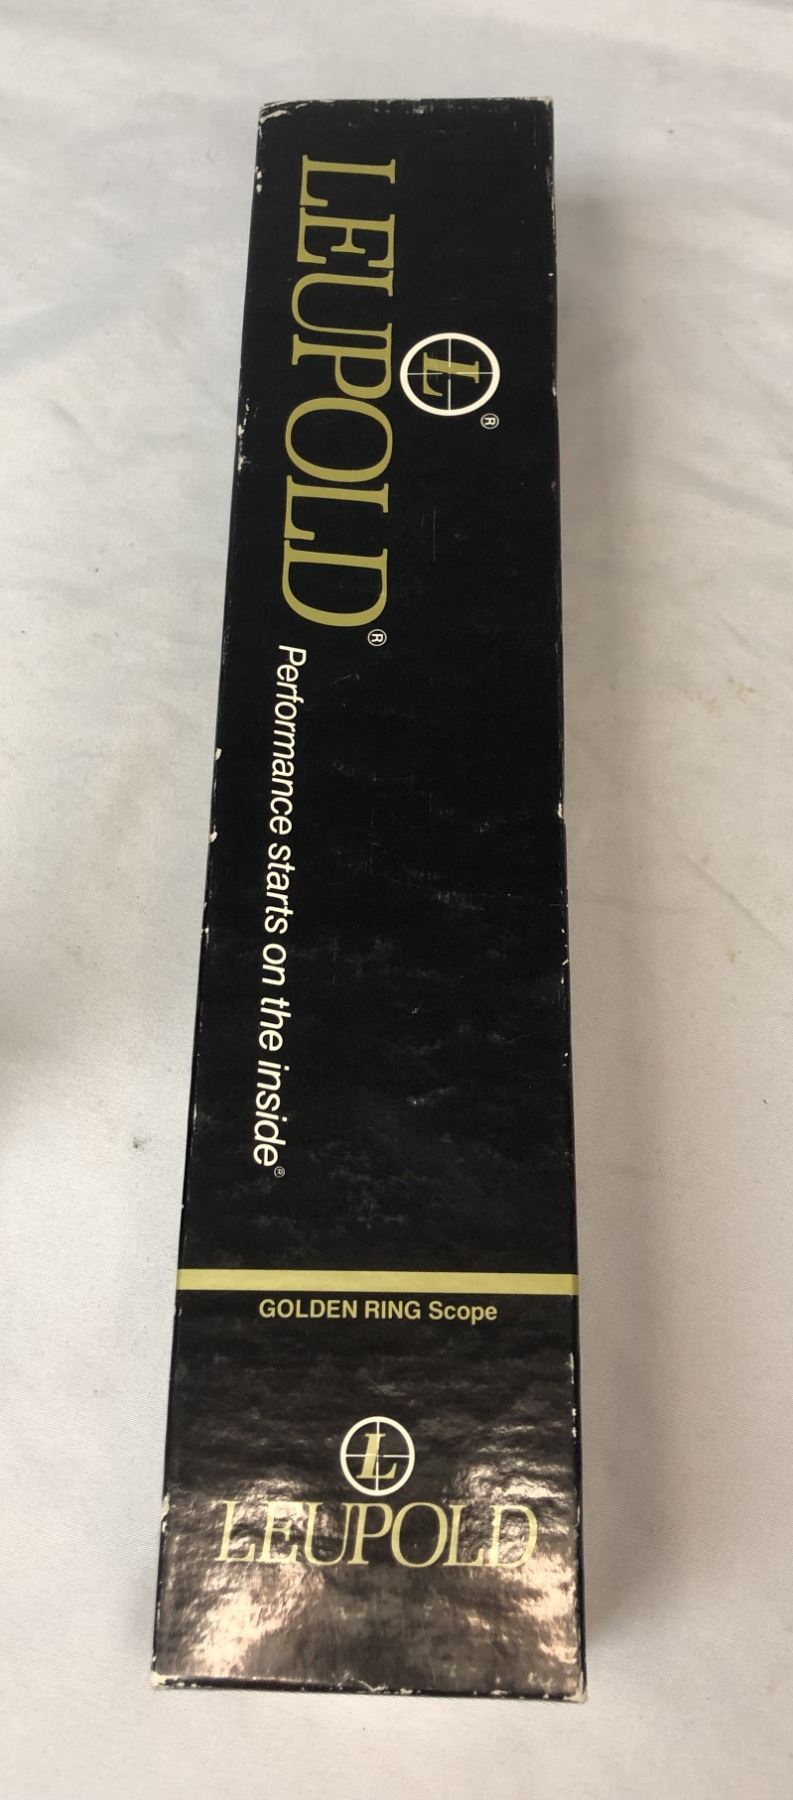 L®
LEUPOLD®
Performance starts on the inside®
GOLDEN RING Scope
L
LEUPOLD